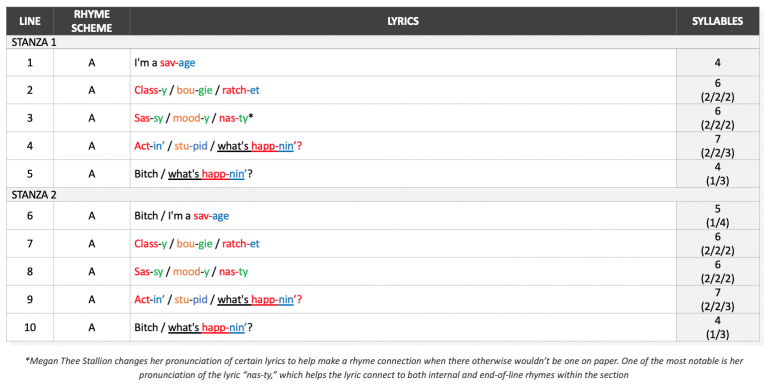 LINE RHYME SCHEME LYRICS SYLLABLES
STANZA 1
1 A I'm a sav-age 4
2 A Class-y / bou-gie / ratch-et 6 (2/2/2)
3 A Sas-sy / mood-y / nas-ty* 6 (2/2/2)
4 A Act-in’ / stu-pid / what's happ-nin’? 7 (2/2/3)
5 A Bitch / what's happ-nin’? 4 (1/3)
STANZA 2
6 A Bitch / I'm a sav-age 5 (1/4)
7 A Class-y / bou-gie / ratch-et 6 (2/2/2)
8 A Sas-sy / mood-y / nas-ty 6 (2/2/2)
9 A Act-in’ / stu-pid / what's happ-nin’? 7 (2/2/3)
10 A Bitch / what's happ-nin’? 4 (1/3)
*Megan Thee Stallion changes her pronunciation of certain lyrics to help make a rhyme connection when there otherwise wouldn’t be one on paper. One of the most notable is her
pronunciation of the lyric “nas-ty,” which helps the lyric connect to both internal and end-of-line rhymes within the section